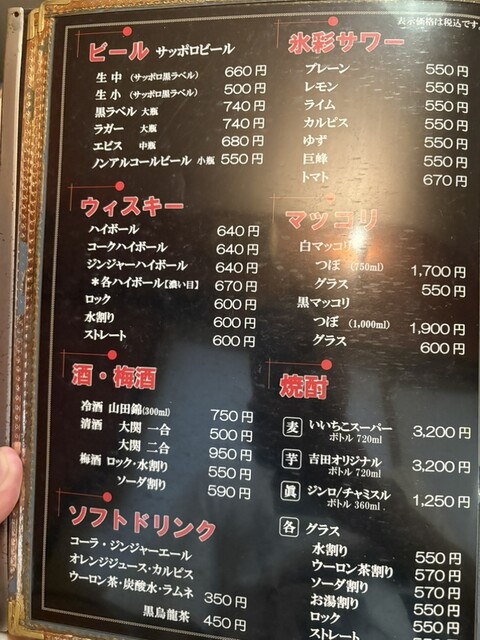 表示価格は税込です。
ビール サッポロビール
生中 (サッポロ黒ラベル) 660円
生小 (サッポロ黒ラベル) 500円
黒ラベル 大瓶 740円
ラガー 大瓶 740円
エビス 中瓶 680円
ノンアルコールビール 小瓶 550円
ウィスキー
ハイボール 640円
コークハイボール 640円
ジンジャーハイボール 640円
*各ハイボール【濃い目】 670円
ロック 600円
水割り 600円
ストレート 600円
酒・梅酒
冷酒 山田錦(300ml) 750円
清酒 大関 一合 500円
大関 二合 950円
梅酒 ロック・水割り 550円
ソーダ割り 590円
ソフトドリンク
コーラ・ジンジャーエール
オレンジジュース・カルピス
ウーロン茶・炭酸水・ラムネ 350円
黒烏龍茶 450円
氷彩サワー
プレーン 550円
レモン 550円
ライム 550円
カルピス 550円
ゆず 550円
巨峰 550円
トマト 670円
マッコリ
白マッコリ
つぼ (750ml) 1,700円
グラス 550円
黒マッコリ
つぼ (1,000ml) 1,900円
グラス 600円
焼酎
麦 いいちこスーパー
ボトル 720ml 3,200円
芋 吉田オリジナル
ボトル 720ml 3,200円
眞 ジンロ/チャミスル
ボトル 360ml 1,250円
各 グラス
水割り 550円
ウーロン茶割り 570円
ソーダ割り 570円
お湯割り 550円
ロック 550円
ストレート